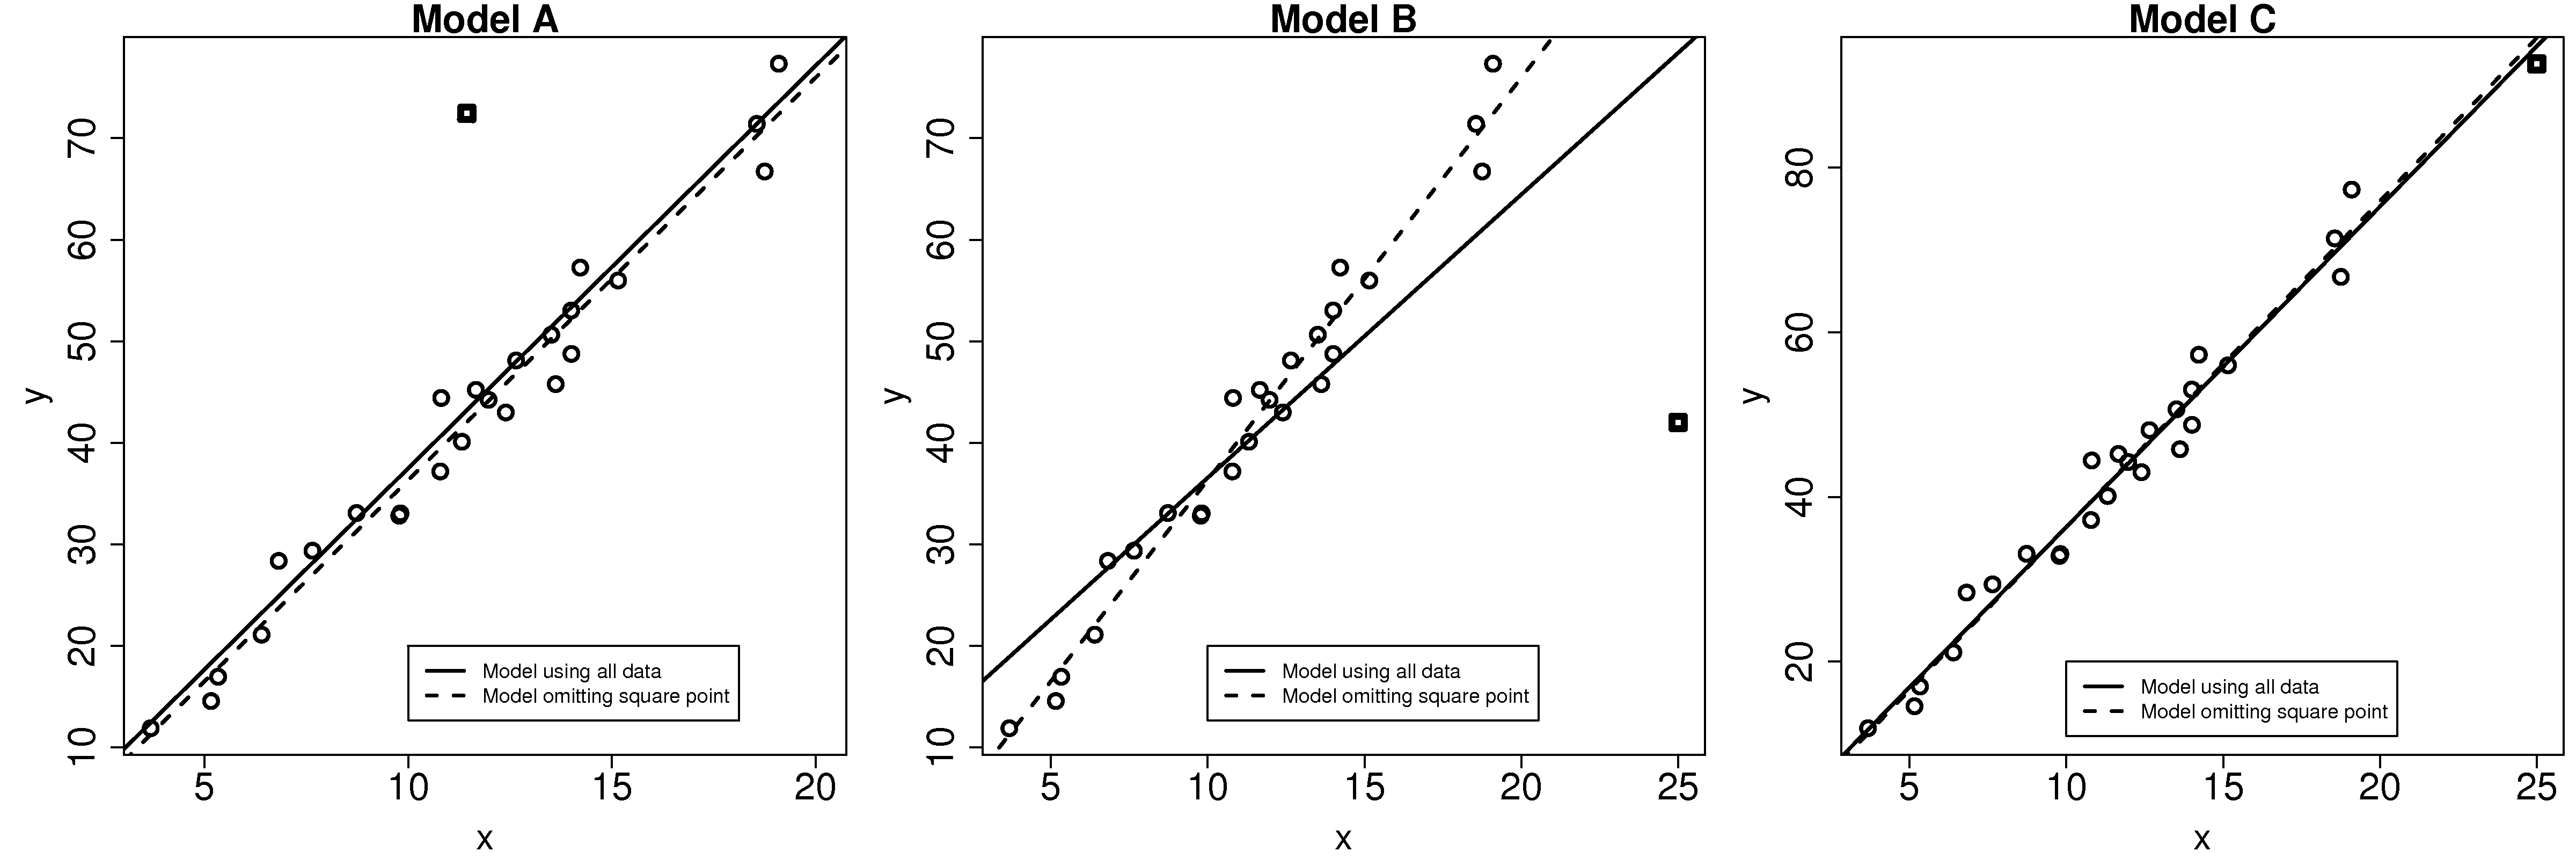 Model A
70
60
50
40
30
20
10
y
5 10 15 20
x
Model using all data
Model omitting square point
Model B
70
60
50
40
30
20
10
y
5 10 15 20 25
x
Model using all data
Model omitting square point
Model C
80
60
40
20
y
5 10 15 20 25
x
Model using all data
Model omitting square point